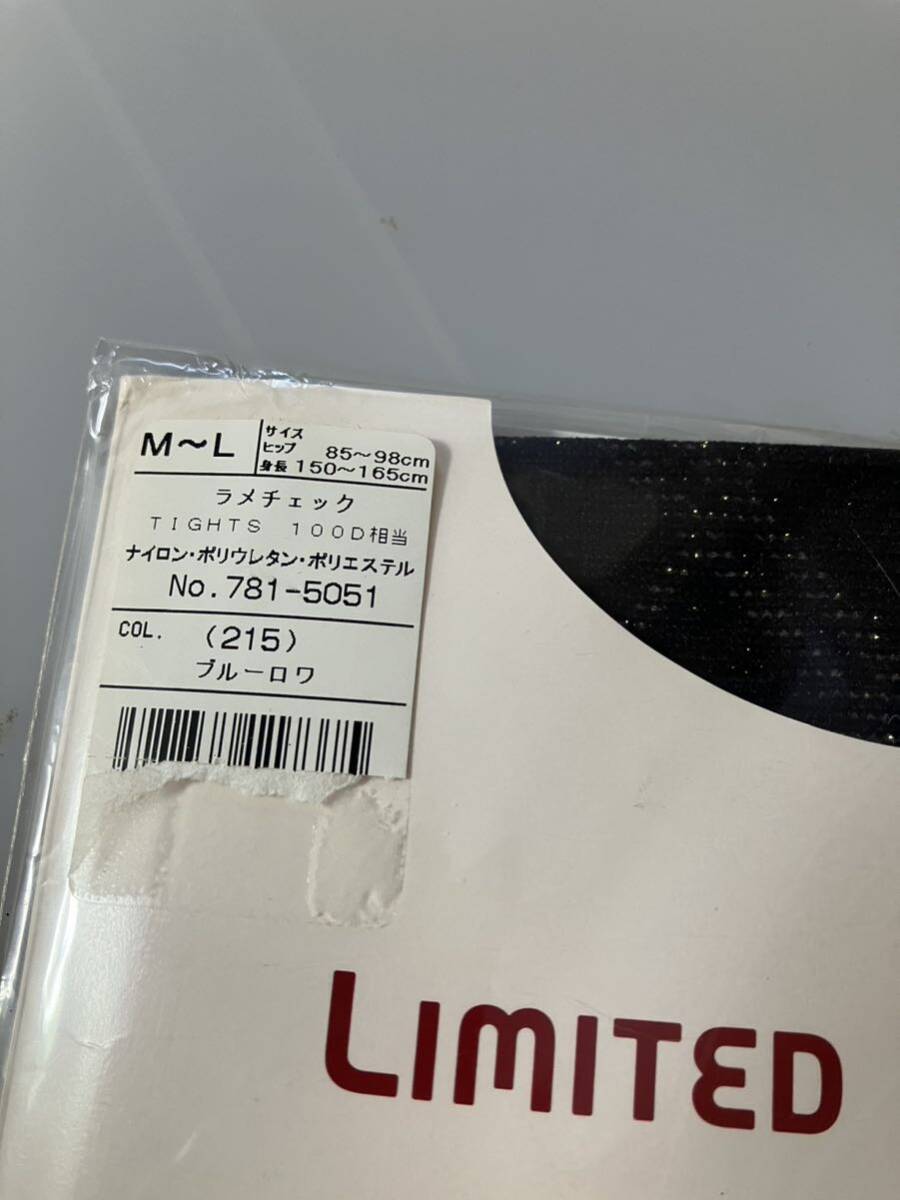 M～L
サイズ
ヒップ 85～98cm
身長 150～165cm
ラメチェック
TIGHTS 100D相当
ナイロン・ポリウレタン・ポリエステル
No.781-5051
COL. (215)
ブルーロワ
LIMITED